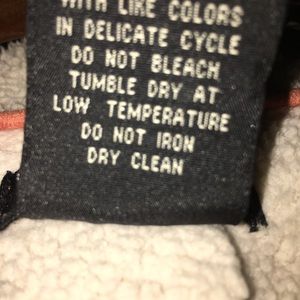 WITH LIKE COLORS
IN DELICATE CYCLE
DO NOT BLEACH
TUMBLE DRY AT
LOW TEMPERATURE
DO NOT IRON
DRY CLEAN